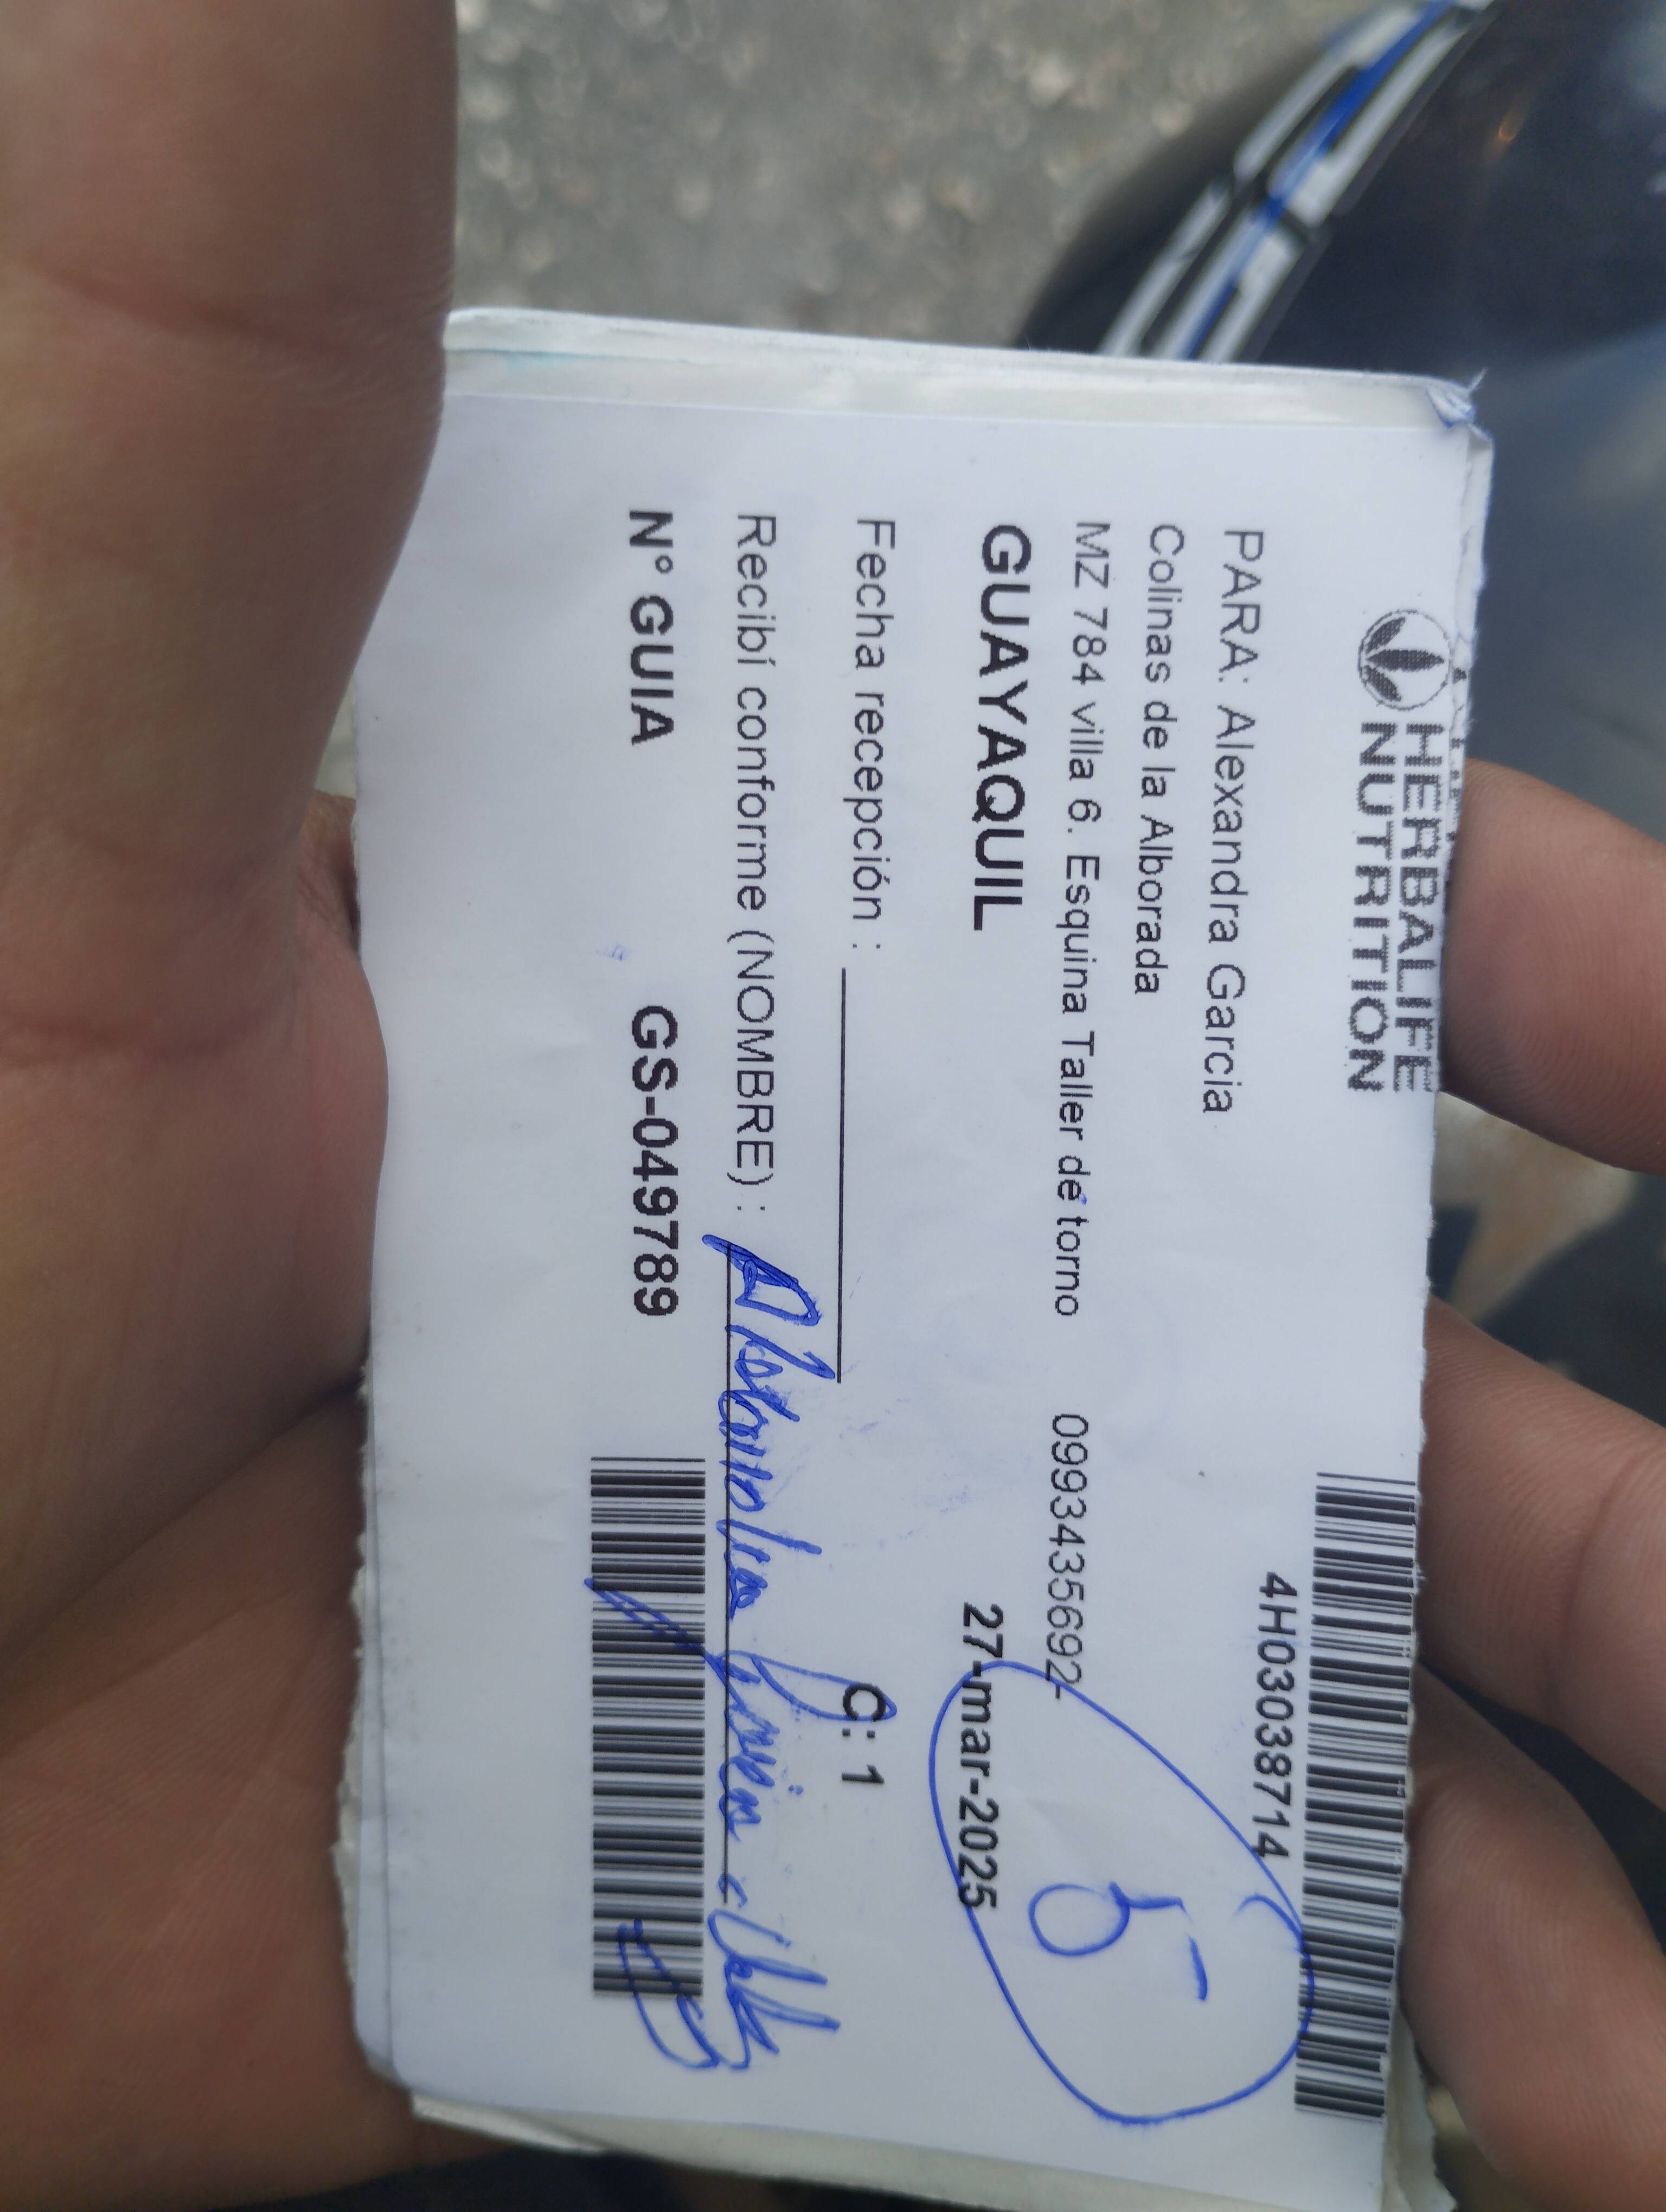 HERBALIFE
NUTRITION
4H03038714
PARA: Alexandra Garcia
Colinas de la Alborada
MZ 784 villa 6. Esquina Taller de torno 0993435692
5
GUAYAQUIL 27-mar-2025
Fecha recepción :
C: 1
Recibí conforme (NOMBRE) :
N° GUIA GS-049789